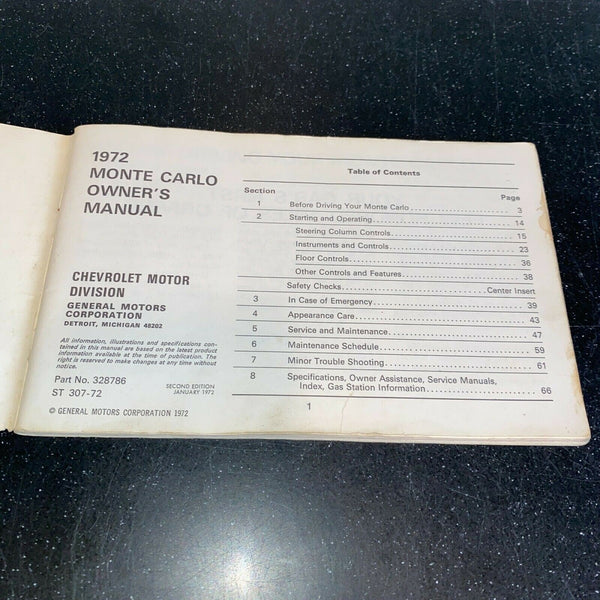 1972
MONTE CARLO
OWNER'S
MANUAL
CHEVROLET MOTOR
DIVISION
GENERAL MOTORS
CORPORATION
DETROIT, MICHIGAN 48202
All information, illustrations and specifications con-
tained in this manual are based on the latest product
information available at the time of publication. The
right is reserved to make changes at any time without
notice.
Part No. 328786
ST 307-72
SECOND EDITION
JANUARY 1972
© GENERAL MOTORS CORPORATION 1972
Table of Contents
Section Page
1 Before Driving Your Monte Carlo 3
2 Starting and Operating 14
Steering Column Controls 15
Instruments and Controls 23
Floor Controls 36
Other Controls and Features 38
Safety Checks Center Insert
3 In Case of Emergency 39
4 Appearance Care 43
5 Service and Maintenance 47
6 Maintenance Schedule 59
7 Minor Trouble Shooting 61
8 Specifications, Owner Assistance, Service Manuals,
Index, Gas Station Information 66
1